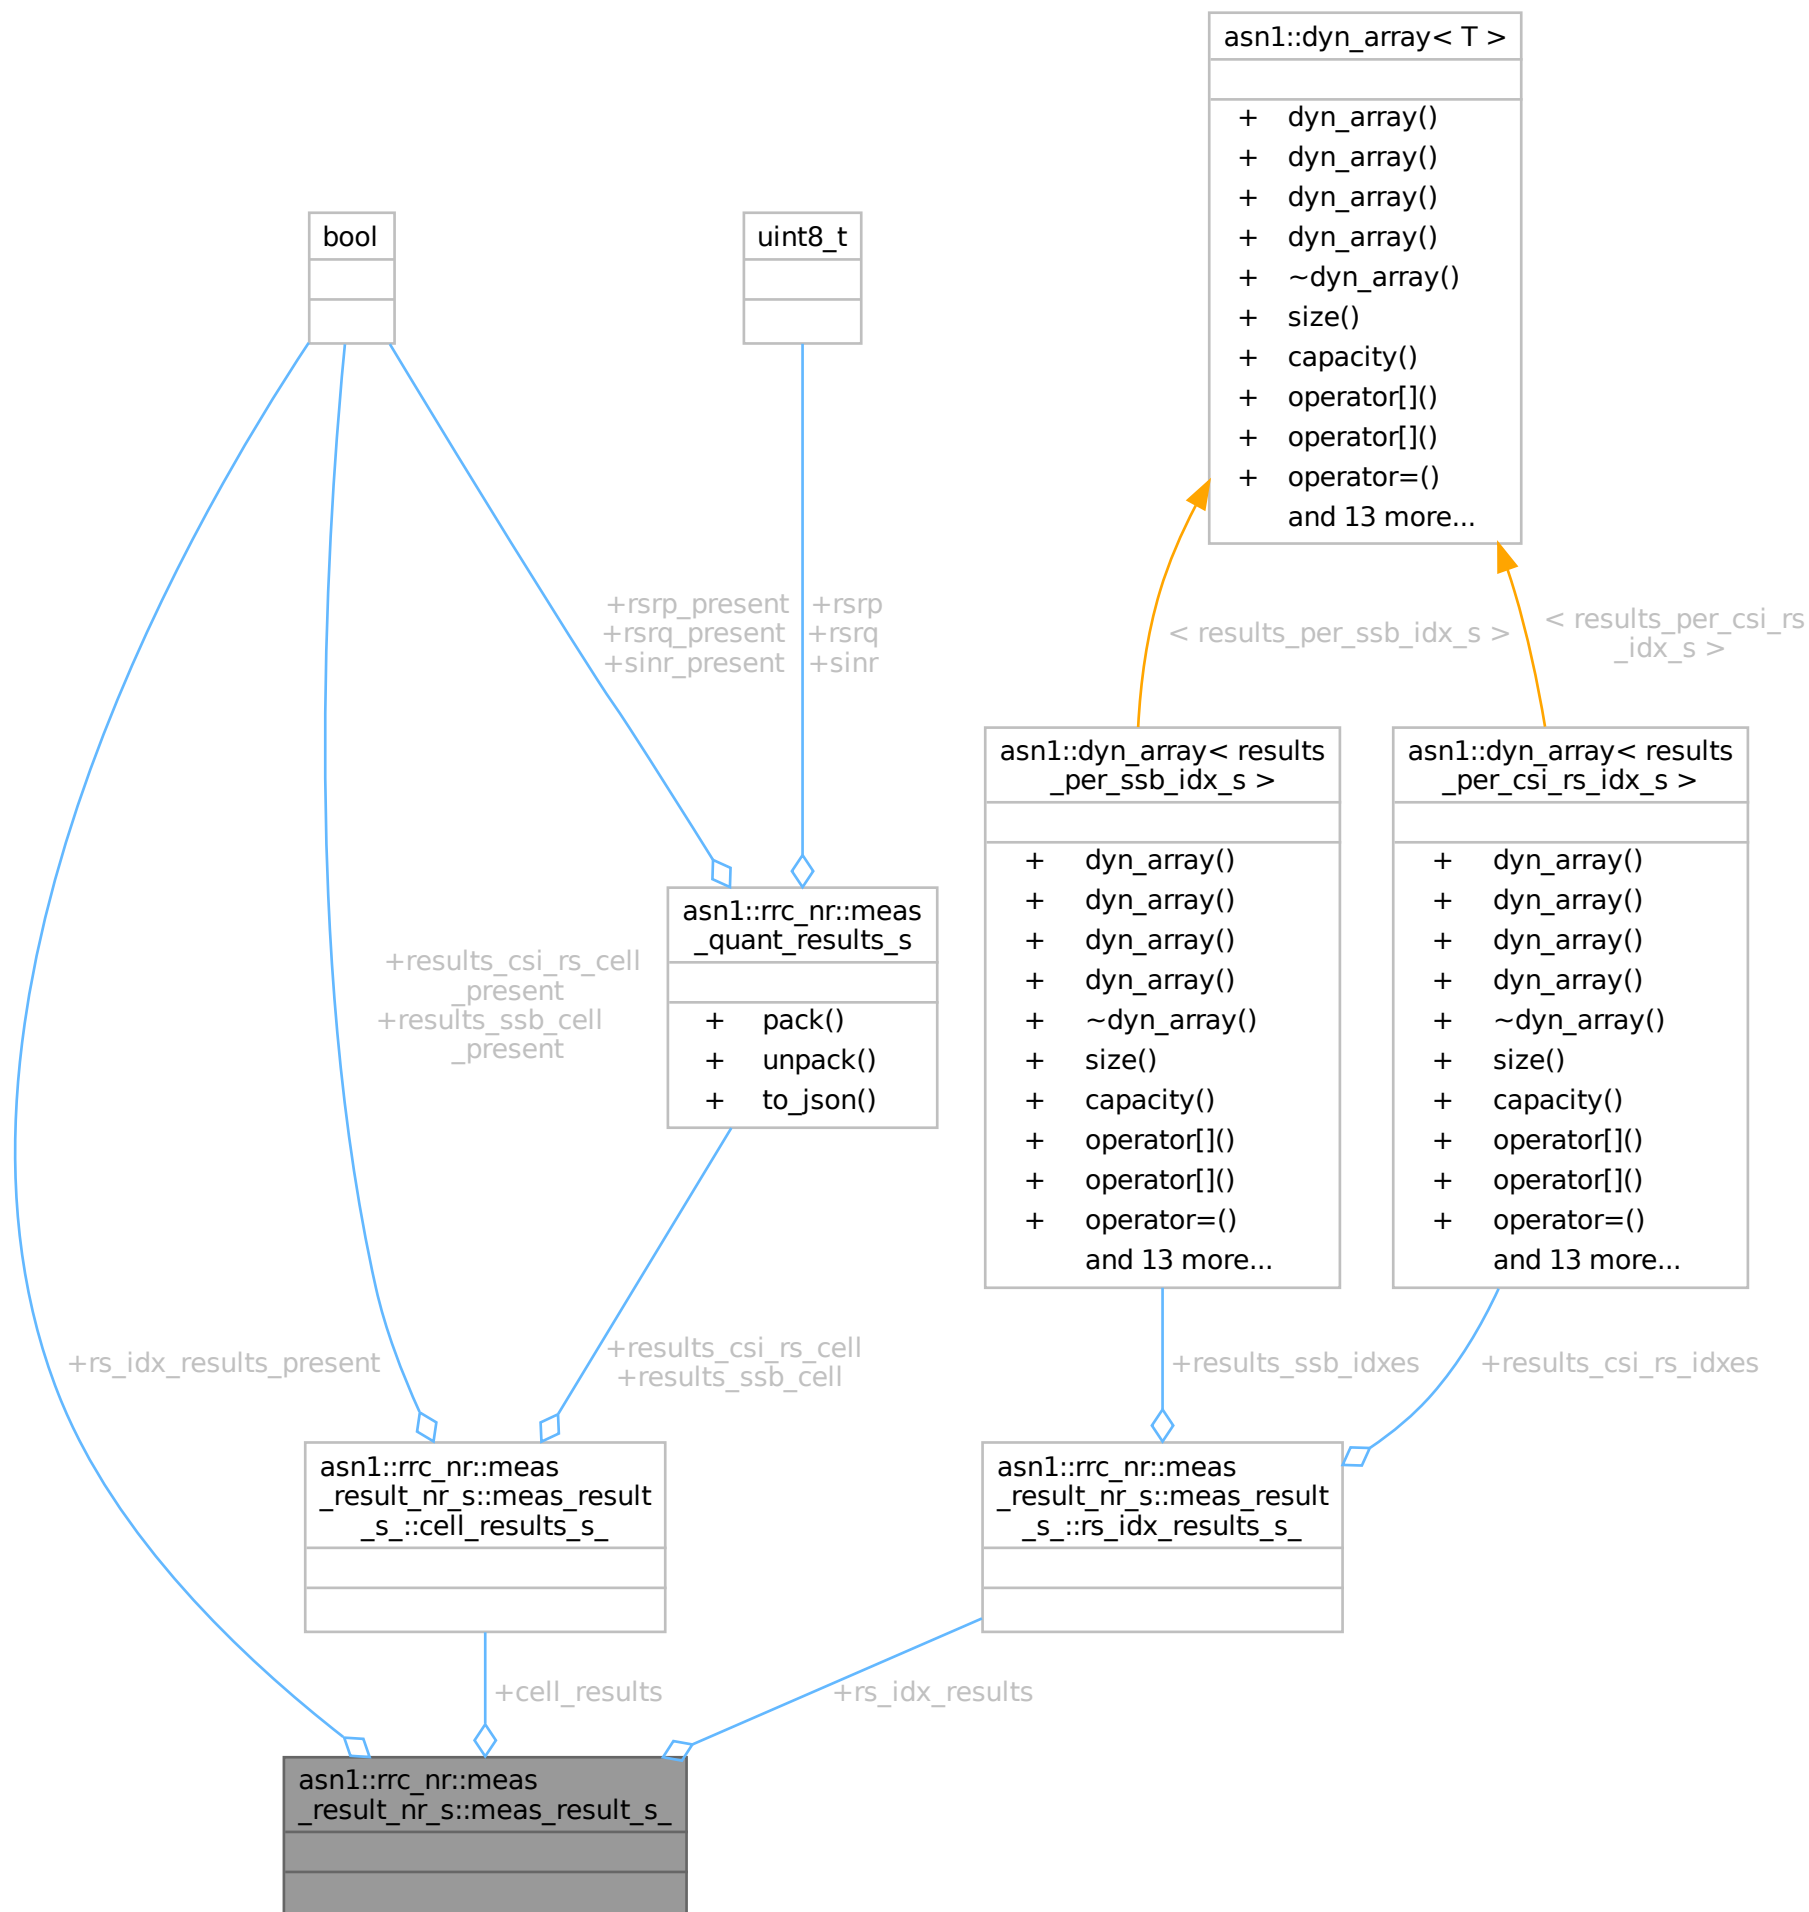 asn1::dyn_array< T >
+ dyn_array()
+ dyn_array()
+ dyn_array()
+ dyn_array()
+ ~dyn_array()
+ size()
+ capacity()
+ operator[]()
+ operator[]()
+ operator=()
and 13 more...
bool
uint8_t
+rsrp_present
+rsrq_present
+sinr_present
+rsrp
+rsrq
+sinr
< results_per_ssb_idx_s >
< results_per_csi_rs
_idx_s >
asn1::dyn_array< results
_per_ssb_idx_s >
+ dyn_array()
+ dyn_array()
+ dyn_array()
+ dyn_array()
+ ~dyn_array()
+ size()
+ capacity()
+ operator[]()
+ operator[]()
+ operator=()
and 13 more...
asn1::dyn_array< results
_per_csi_rs_idx_s >
+ dyn_array()
+ dyn_array()
+ dyn_array()
+ dyn_array()
+ ~dyn_array()
+ size()
+ capacity()
+ operator[]()
+ operator[]()
+ operator=()
and 13 more...
asn1::rrc_nr::meas
_quant_results_s
+ pack()
+ unpack()
+ to_json()
+results_csi_rs_cell
_present
+results_ssb_cell
_present
+rs_idx_results_present
+results_csi_rs_cell
+results_ssb_cell
+results_ssb_idxes
+results_csi_rs_idxes
asn1::rrc_nr::meas
_result_nr_s::meas_result
_s_::cell_results_s_
asn1::rrc_nr::meas
_result_nr_s::meas_result
_s_::rs_idx_results_s_
+cell_results
+rs_idx_results
asn1::rrc_nr::meas
_result_nr_s::meas_result_s_